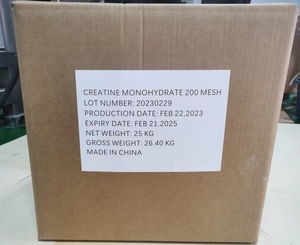 CREATINE MONOHYDRATE 200 MESH
LOT NUMBER: 20230229
PRODUCTION DATE: FEB 22,2023
EXPIRY DATE: FEB 21,2025
NET WEIGHT: 25 KG
GROSS WEIGHT: 26.40 KG
MADE IN CHINA